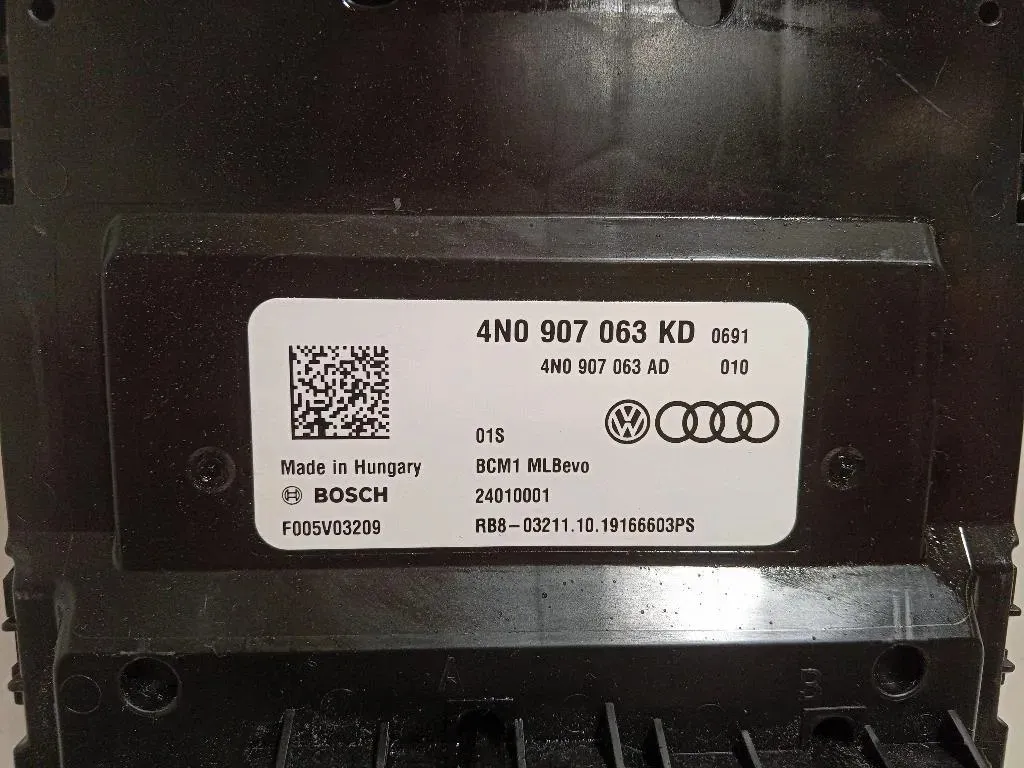 4N0 907 063 KD 0691
4N0 907 063 AD 010
01S
Made in Hungary
BCM1 MLBevo
BOSCH
24010001
F005V03209
RB8-03211.10.19166603PS
A
B